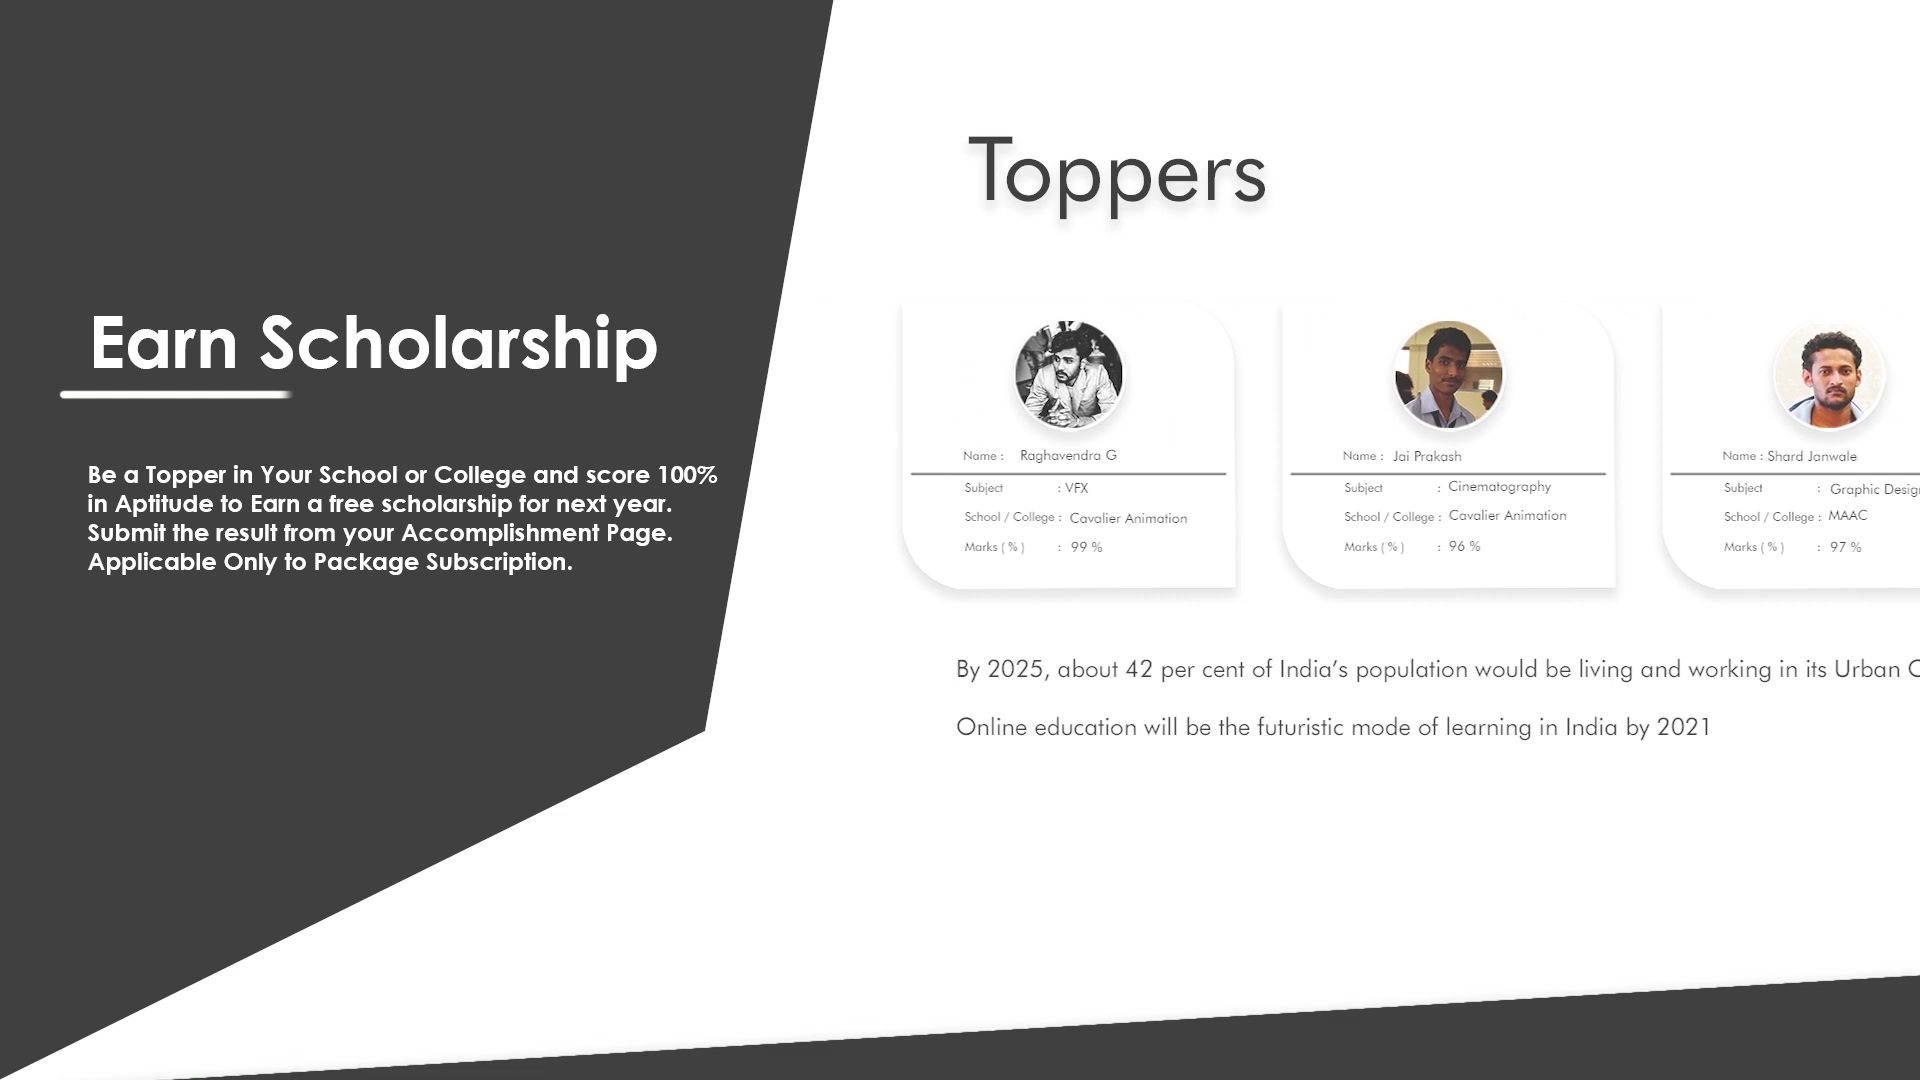 Earn Scholarship
Be a Topper in Your School or College and score 100%
in Aptitude to Earn a free scholarship for next year.
Submit the result from your Accomplishment Page.
Applicable Only to Package Subscription.
Toppers
Name : Raghavendra G
Subject : VFX
School / College : Cavalier Animation
Marks ( % ) : 99 %
Name : Jai Prakash
Subject : Cinematography
School / College : Cavalier Animation
Marks ( % ) : 96 %
Name : Shard Janwale
Subject : Graphic Design
School / College : MAAC
Marks ( % ) : 97 %
By 2025, about 42 per cent of India's population would be living and working in its Urban
Online education will be the futuristic mode of learning in India by 2021